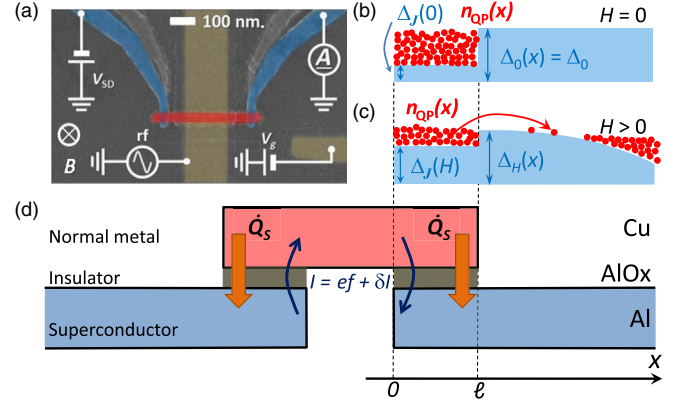 (a)
100 nm.
V_SD
A
B
rf
V_g
(b)
Δ_J(0)
n_QP(x)
H = 0
Δ_0(x) = Δ_0
(c)
n_QP(x)
H > 0
Δ_J(H)
Δ_H(x)
(d)
Normal metal
Q̇_S
Q̇_S
Cu
Insulator
I = ef + δI
AlOx
Superconductor
Al
x
0
ℓ